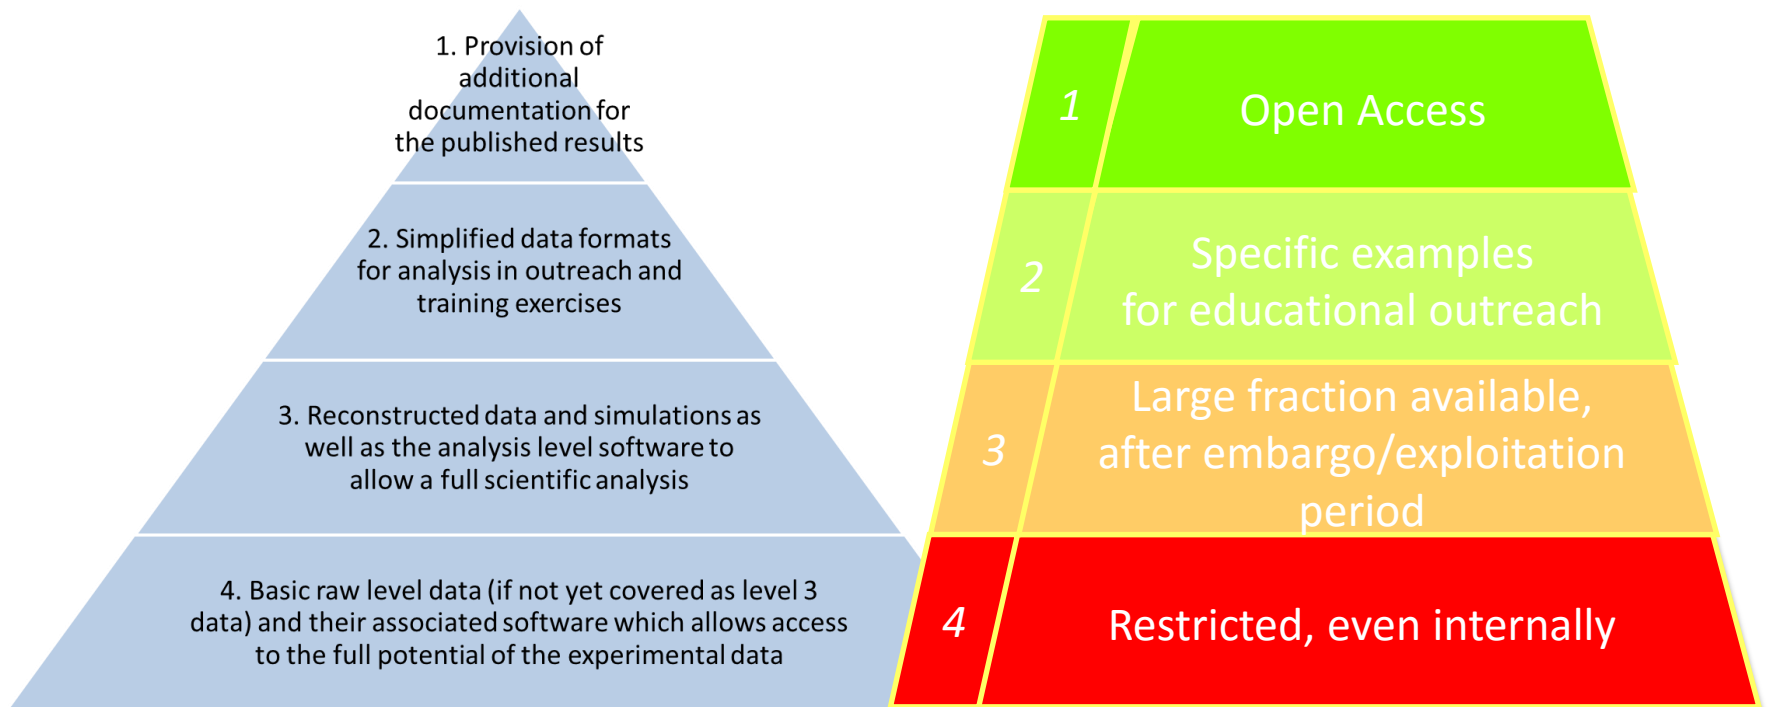 1. Provision of
additional
documentation for
the published results
2. Simplified data formats
for analysis in outreach and
training exercises
3. Reconstructed data and simulations as
well as the analysis level software to
allow a full scientific analysis
4. Basic raw level data (if not yet covered as level 3
data) and their associated software which allows access
to the full potential of the experimental data
1
Open Access
2
Specific examples
for educational outreach
3
Large fraction available,
after embargo/exploitation
period
4
Restricted, even internally